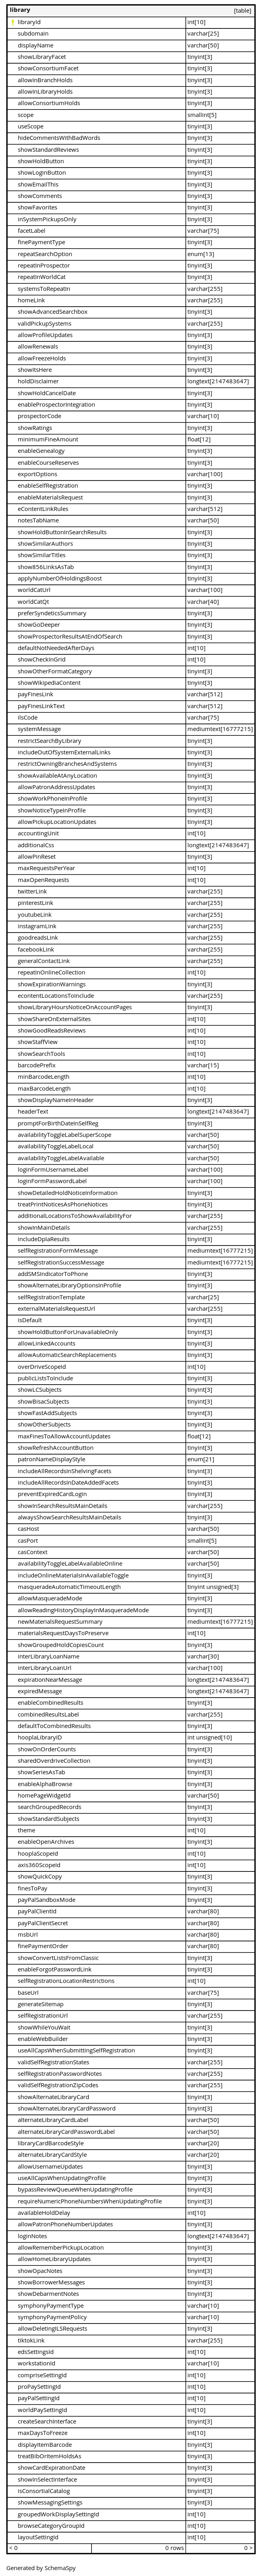 library [table]
libraryId int[10]
subdomain varchar[25]
displayName varchar[50]
showLibraryFacet tinyint[3]
showConsortiumFacet tinyint[3]
allowInBranchHolds tinyint[3]
allowInLibraryHolds tinyint[3]
allowConsortiumHolds tinyint[3]
scope smallint[5]
useScope tinyint[3]
hideCommentsWithBadWords tinyint[3]
showStandardReviews tinyint[3]
showHoldButton tinyint[3]
showLoginButton tinyint[3]
showEmailThis tinyint[3]
showComments tinyint[3]
showFavorites tinyint[3]
inSystemPickupsOnly tinyint[3]
facetLabel varchar[75]
finePaymentType tinyint[3]
repeatSearchOption enum[13]
repeatInProspector tinyint[3]
repeatInWorldCat tinyint[3]
systemsToRepeatIn varchar[255]
homeLink varchar[255]
showAdvancedSearchbox tinyint[3]
validPickupSystems varchar[255]
allowProfileUpdates tinyint[3]
allowRenewals tinyint[3]
allowFreezeHolds tinyint[3]
showItsHere tinyint[3]
holdDisclaimer longtext[2147483647]
showHoldCancelDate tinyint[3]
enableProspectorIntegration tinyint[3]
prospectorCode varchar[10]
showRatings tinyint[3]
minimumFineAmount float[12]
enableGenealogy tinyint[3]
enableCourseReserves tinyint[3]
exportOptions varchar[100]
enableSelfRegistration tinyint[3]
enableMaterialsRequest tinyint[3]
eContentLinkRules varchar[512]
notesTabName varchar[50]
showHoldButtonInSearchResults tinyint[3]
showSimilarAuthors tinyint[3]
showSimilarTitles tinyint[3]
show856LinksAsTab tinyint[3]
applyNumberOfHoldingsBoost tinyint[3]
worldCatUrl varchar[100]
worldCatQt varchar[40]
preferSyndeticsSummary tinyint[3]
showGoDeeper tinyint[3]
showProspectorResultsAtEndOfSearch tinyint[3]
defaultNotNeededAfterDays int[10]
showCheckInGrid int[10]
showOtherFormatCategory tinyint[3]
showWikipediaContent tinyint[3]
payFinesLink varchar[512]
payFinesLinkText varchar[512]
ilsCode varchar[75]
systemMessage mediumtext[16777215]
restrictSearchByLibrary tinyint[3]
includeOutOfSystemExternalLinks tinyint[3]
restrictOwningBranchesAndSystems tinyint[3]
showAvailableAtAnyLocation tinyint[3]
allowPatronAddressUpdates tinyint[3]
showWorkPhoneInProfile tinyint[3]
showNoticeTypeInProfile tinyint[3]
allowPickupLocationUpdates tinyint[3]
accountingUnit int[10]
additionalCss longtext[2147483647]
allowPinReset tinyint[3]
maxRequestsPerYear int[10]
maxOpenRequests int[10]
twitterLink varchar[255]
pinterestLink varchar[255]
youtubeLink varchar[255]
instagramLink varchar[255]
goodreadsLink varchar[255]
facebookLink varchar[255]
generalContactLink varchar[255]
repeatInOnlineCollection int[10]
showExpirationWarnings tinyint[3]
econtentLocationsToInclude varchar[255]
showLibraryHoursNoticeOnAccountPages tinyint[3]
showShareOnExternalSites int[10]
showGoodReadsReviews int[10]
showStaffView int[10]
showSearchTools int[10]
barcodePrefix varchar[15]
minBarcodeLength int[10]
maxBarcodeLength int[10]
showDisplayNameInHeader tinyint[3]
headerText longtext[2147483647]
promptForBirthDateInSelfReg tinyint[3]
availabilityToggleLabelSuperScope varchar[50]
availabilityToggleLabelLocal varchar[50]
availabilityToggleLabelAvailable varchar[50]
loginFormUsernameLabel varchar[100]
loginFormPasswordLabel varchar[100]
showDetailedHoldNoticeInformation tinyint[3]
treatPrintNoticesAsPhoneNotices tinyint[3]
additionalLocationsToShowAvailabilityFor varchar[255]
showInMainDetails varchar[255]
includeDplaResults tinyint[3]
selfRegistrationFormMessage mediumtext[16777215]
selfRegistrationSuccessMessage mediumtext[16777215]
addSMSIndicatorToPhone tinyint[3]
showAlternateLibraryOptionsInProfile tinyint[3]
selfRegistrationTemplate varchar[25]
externalMaterialsRequestUrl varchar[255]
isDefault tinyint[3]
showHoldButtonForUnavailableOnly tinyint[3]
allowLinkedAccounts tinyint[3]
allowAutomaticSearchReplacements tinyint[3]
overDriveScopeId int[10]
publicListsToInclude tinyint[3]
showLCSubjects tinyint[3]
showBisacSubjects tinyint[3]
showFastAddSubjects tinyint[3]
showOtherSubjects tinyint[3]
maxFinesToAllowAccountUpdates float[12]
showRefreshAccountButton tinyint[3]
patronNameDisplayStyle enum[21]
includeAllRecordsInShelvingFacets tinyint[3]
includeAllRecordsInDateAddedFacets tinyint[3]
preventExpiredCardLogin tinyint[3]
showInSearchResultsMainDetails varchar[255]
alwaysShowSearchResultsMainDetails tinyint[3]
casHost varchar[50]
casPort smallint[5]
casContext varchar[50]
availabilityToggleLabelAvailableOnline varchar[50]
includeOnlineMaterialsInAvailableToggle tinyint[3]
masqueradeAutomaticTimeoutLength tinyint unsigned[3]
allowMasqueradeMode tinyint[3]
allowReadingHistoryDisplayInMasqueradeMode tinyint[3]
newMaterialsRequestSummary mediumtext[16777215]
materialsRequestDaysToPreserve int[10]
showGroupedHoldCopiesCount tinyint[3]
interLibraryLoanName varchar[30]
interLibraryLoanUrl varchar[100]
expirationNearMessage longtext[2147483647]
expiredMessage longtext[2147483647]
enableCombinedResults tinyint[3]
combinedResultsLabel varchar[255]
defaultToCombinedResults tinyint[3]
hooplaLibraryID int unsigned[10]
showOnOrderCounts tinyint[3]
sharedOverdriveCollection tinyint[3]
showSeriesAsTab tinyint[3]
enableAlphaBrowse tinyint[3]
homePageWidgetId varchar[50]
searchGroupedRecords tinyint[3]
showStandardSubjects tinyint[3]
theme int[10]
enableOpenArchives tinyint[3]
hooplaScopeId int[10]
axis360ScopeId int[10]
showQuickCopy tinyint[3]
finesToPay tinyint[3]
payPalSandboxMode tinyint[3]
payPalClientId varchar[80]
payPalClientSecret varchar[80]
msbUrl varchar[80]
finePaymentOrder varchar[80]
showConvertListsFromClassic tinyint[3]
enableForgotPasswordLink tinyint[3]
selfRegistrationLocationRestrictions int[10]
baseUrl varchar[75]
generateSitemap tinyint[3]
selfRegistrationUrl varchar[255]
showWhileYouWait tinyint[3]
enableWebBuilder tinyint[3]
useAllCapsWhenSubmittingSelfRegistration tinyint[3]
validSelfRegistrationStates varchar[255]
selfRegistrationPasswordNotes varchar[255]
validSelfRegistrationZipCodes varchar[255]
showAlternateLibraryCard tinyint[3]
showAlternateLibraryCardPassword tinyint[3]
alternateLibraryCardLabel varchar[50]
alternateLibraryCardPasswordLabel varchar[50]
libraryCardBarcodeStyle varchar[20]
alternateLibraryCardStyle varchar[20]
allowUsernameUpdates tinyint[3]
useAllCapsWhenUpdatingProfile tinyint[3]
bypassReviewQueueWhenUpdatingProfile tinyint[3]
requireNumericPhoneNumbersWhenUpdatingProfile tinyint[3]
availableHoldDelay int[10]
allowPatronPhoneNumberUpdates tinyint[3]
loginNotes longtext[2147483647]
allowRememberPickupLocation tinyint[3]
allowHomeLibraryUpdates tinyint[3]
showOpacNotes tinyint[3]
showBorrowerMessages tinyint[3]
showDebarmentNotes tinyint[3]
symphonyPaymentType varchar[10]
symphonyPaymentPolicy varchar[10]
allowDeletingILSRequests tinyint[3]
tiktokLink varchar[255]
edsSettingsId int[10]
workstationId varchar[10]
compriseSettingId int[10]
proPaySettingId int[10]
payPalSettingId int[10]
worldPaySettingId int[10]
createSearchInterface tinyint[3]
maxDaysToFreeze int[10]
displayItemBarcode tinyint[3]
treatBibOrItemHoldsAs tinyint[3]
showCardExpirationDate tinyint[3]
showInSelectInterface tinyint[3]
isConsortialCatalog tinyint[3]
showMessagingSettings tinyint[3]
groupedWorkDisplaySettingId int[10]
browseCategoryGroupId int[10]
layoutSettingId int[10]
< 0 0 rows 0 >
Generated by SchemaSpy